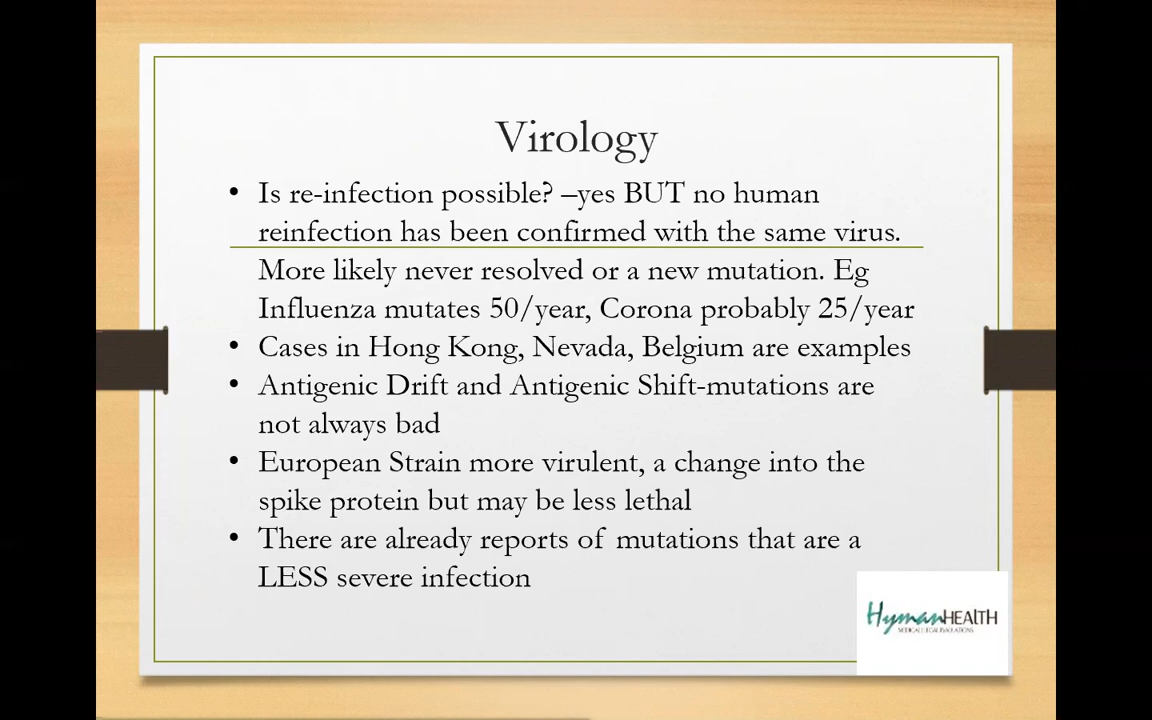 Virology
• Is re-infection possible? –yes BUT no human
reinfection has been confirmed with the same virus.
More likely never resolved or a new mutation. Eg
Influenza mutates 50/year, Corona probably 25/year
• Cases in Hong Kong, Nevada, Belgium are examples
• Antigenic Drift and Antigenic Shift-mutations are
not always bad
• European Strain more virulent, a change into the
spike protein but may be less lethal
• There are already reports of mutations that are a
LESS severe infection
HymanHEALTH